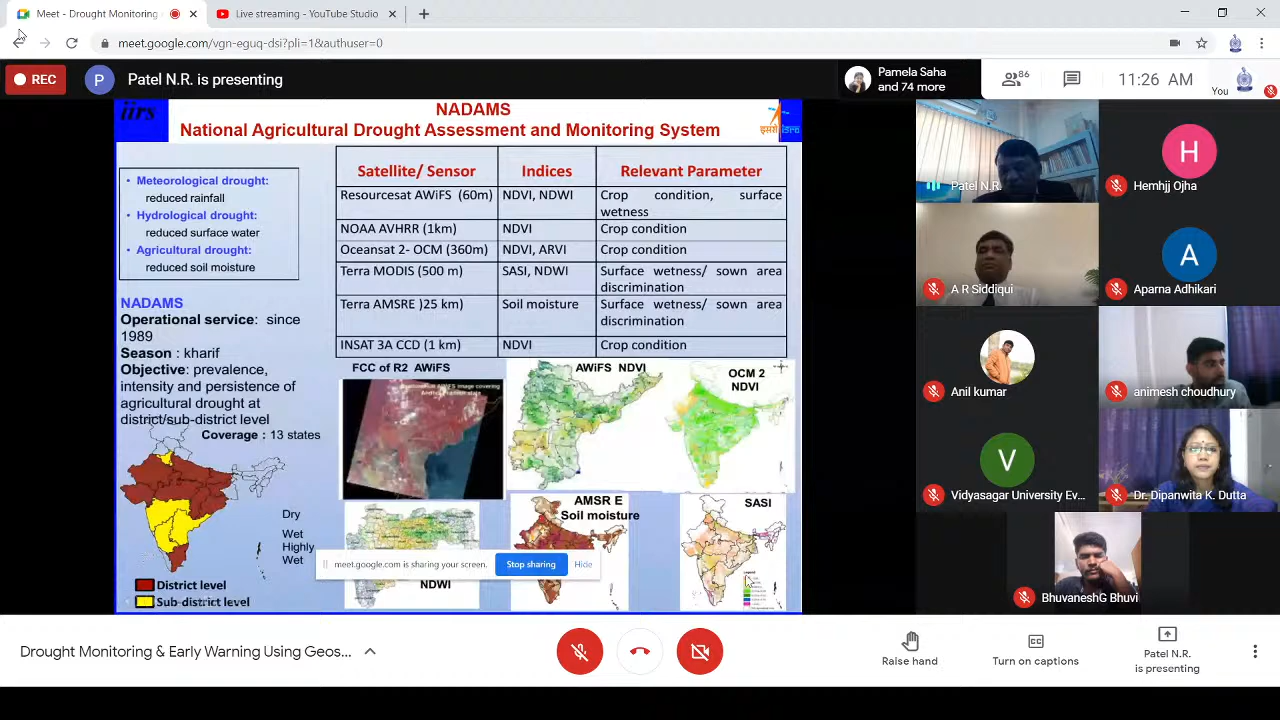 Meet - Drought Monitoring
Live streaming - YouTube Studio
meet.google.com/vgn-eguq-dsi?pli=1&authuser=0
REC
P
Patel N.R. is presenting
Pamela Saha
and 74 more
86
11:26 AM
You
iirs
NADAMS
National Agricultural Drought Assessment and Monitoring System
इसरो isro
• Meteorological drought:
reduced rainfall
• Hydrological drought:
reduced surface water
• Agricultural drought:
reduced soil moisture
Satellite/ Sensor Indices Relevant Parameter
Resourcesat AWiFS (60m) NDVI, NDWI Crop condition, surface
wetness
NOAA AVHRR (1km) NDVI Crop condition
Oceansat 2- OCM (360m) NDVI, ARVI Crop condition
Terra MODIS (500 m) SASI, NDWI Surface wetness/ sown area
discrimination
Terra AMSRE )25 km) Soil moisture Surface wetness/ sown area
discrimination
INSAT 3A CCD (1 km) NDVI Crop condition
NADAMS
Operational service: since
1989
Season : kharif
Objective: prevalence,
intensity and persistence of
agricultural drought at
district/sub-district level
Coverage : 13 states
Dry
Wet
Highly
Wet
District level
Sub-district level
FCC of R2 AWiFS
AWiFS NDVI
OCM 2
NDVI
NDWI
AMSR E
Soil moisture
SASI
meet.google.com is sharing your screen.
Stop sharing
Hide
Patel N.R.
H
Hemhjj Ojha
A R Siddiqui
A
Aparna Adhikari
Anil kumar
animesh choudhury
V
Vidyasagar University Ev...
Dr. Dipanwita K. Dutta
BhuvaneshG Bhuvi
Drought Monitoring & Early Warning Using Geos...
Raise hand
CC
Turn on captions
Patel N.R.
is presenting